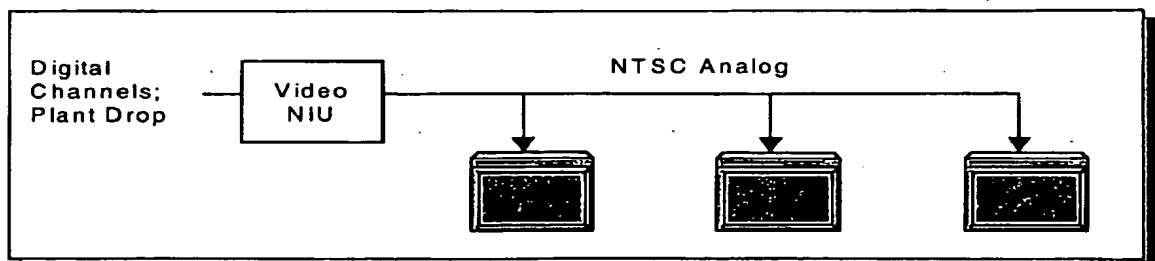 Digital
Channels;
Plant Drop
Video
NIU
NTSC Analog